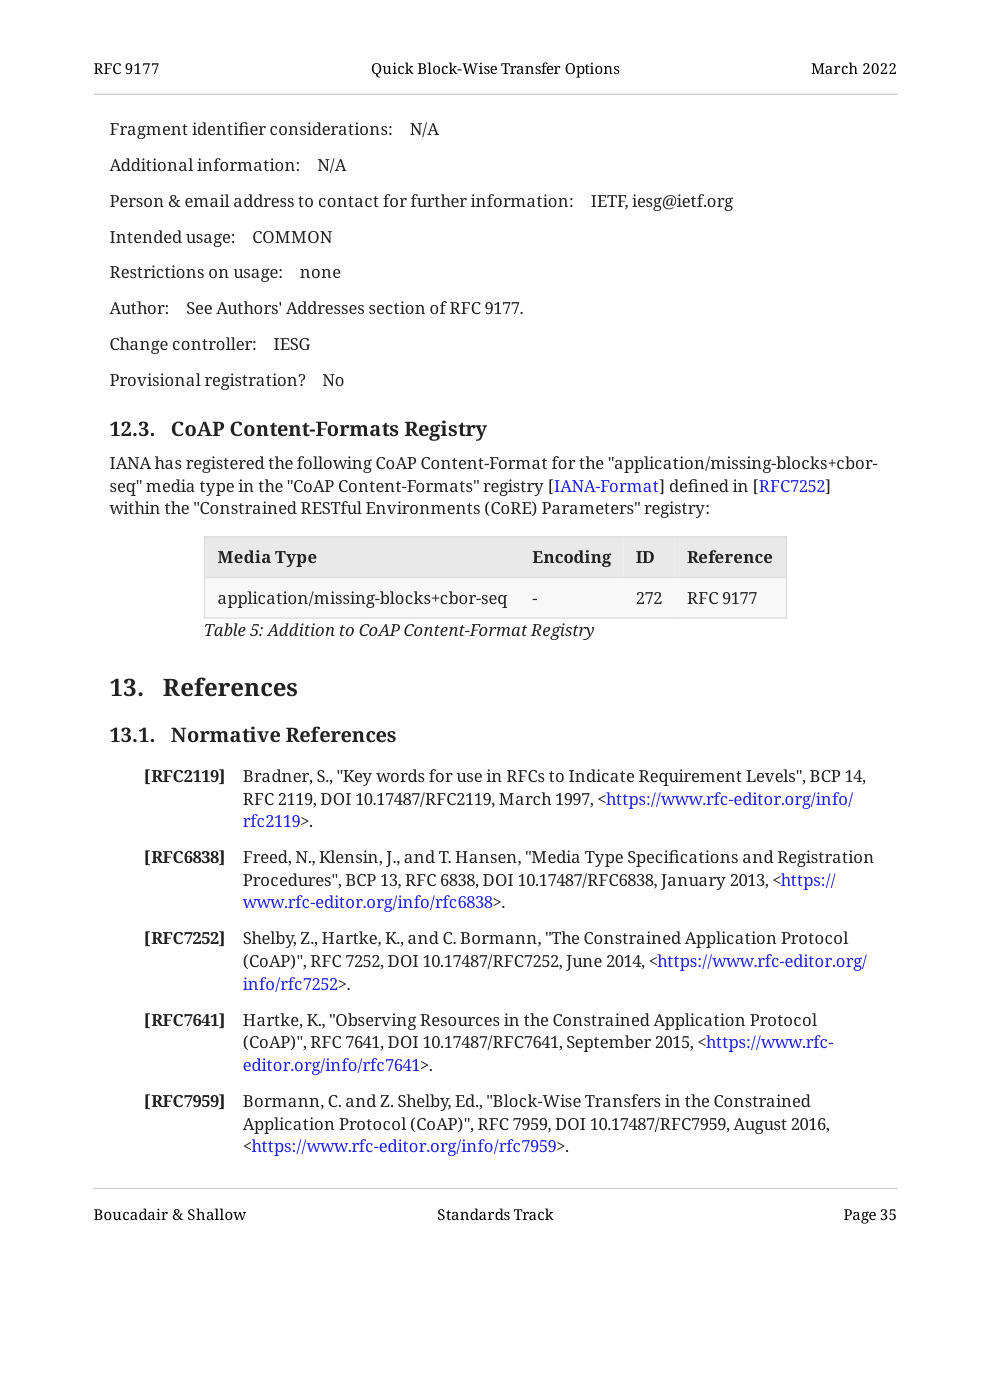 RFC 9177 Quick Block-Wise Transfer Options March 2022
Fragment identifier considerations: N/A
Additional information: N/A
Person & email address to contact for further information: IETF, iesg@ietf.org
Intended usage: COMMON
Restrictions on usage: none
Author: See Authors' Addresses section of RFC 9177.
Change controller: IESG
Provisional registration? No
12.3. CoAP Content-Formats Registry
IANA has registered the following CoAP Content-Format for the "application/missing-blocks+cbor-
seq" media type in the "CoAP Content-Formats" registry [IANA-Format] defined in [RFC7252]
within the "Constrained RESTful Environments (CoRE) Parameters" registry:
Media Type Encoding ID Reference
application/missing-blocks+cbor-seq - 272 RFC 9177
Table 5: Addition to CoAP Content-Format Registry
13. References
13.1. Normative References
[RFC2119] Bradner, S., "Key words for use in RFCs to Indicate Requirement Levels", BCP 14,
RFC 2119, DOI 10.17487/RFC2119, March 1997, <https://www.rfc-editor.org/info/
rfc2119>.
[RFC6838] Freed, N., Klensin, J., and T. Hansen, "Media Type Specifications and Registration
Procedures", BCP 13, RFC 6838, DOI 10.17487/RFC6838, January 2013, <https://
www.rfc-editor.org/info/rfc6838>.
[RFC7252] Shelby, Z., Hartke, K., and C. Bormann, "The Constrained Application Protocol
(CoAP)", RFC 7252, DOI 10.17487/RFC7252, June 2014, <https://www.rfc-editor.org/
info/rfc7252>.
[RFC7641] Hartke, K., "Observing Resources in the Constrained Application Protocol
(CoAP)", RFC 7641, DOI 10.17487/RFC7641, September 2015, <https://www.rfc-
editor.org/info/rfc7641>.
[RFC7959] Bormann, C. and Z. Shelby, Ed., "Block-Wise Transfers in the Constrained
Application Protocol (CoAP)", RFC 7959, DOI 10.17487/RFC7959, August 2016,
<https://www.rfc-editor.org/info/rfc7959>.
Boucadair & Shallow Standards Track Page 35